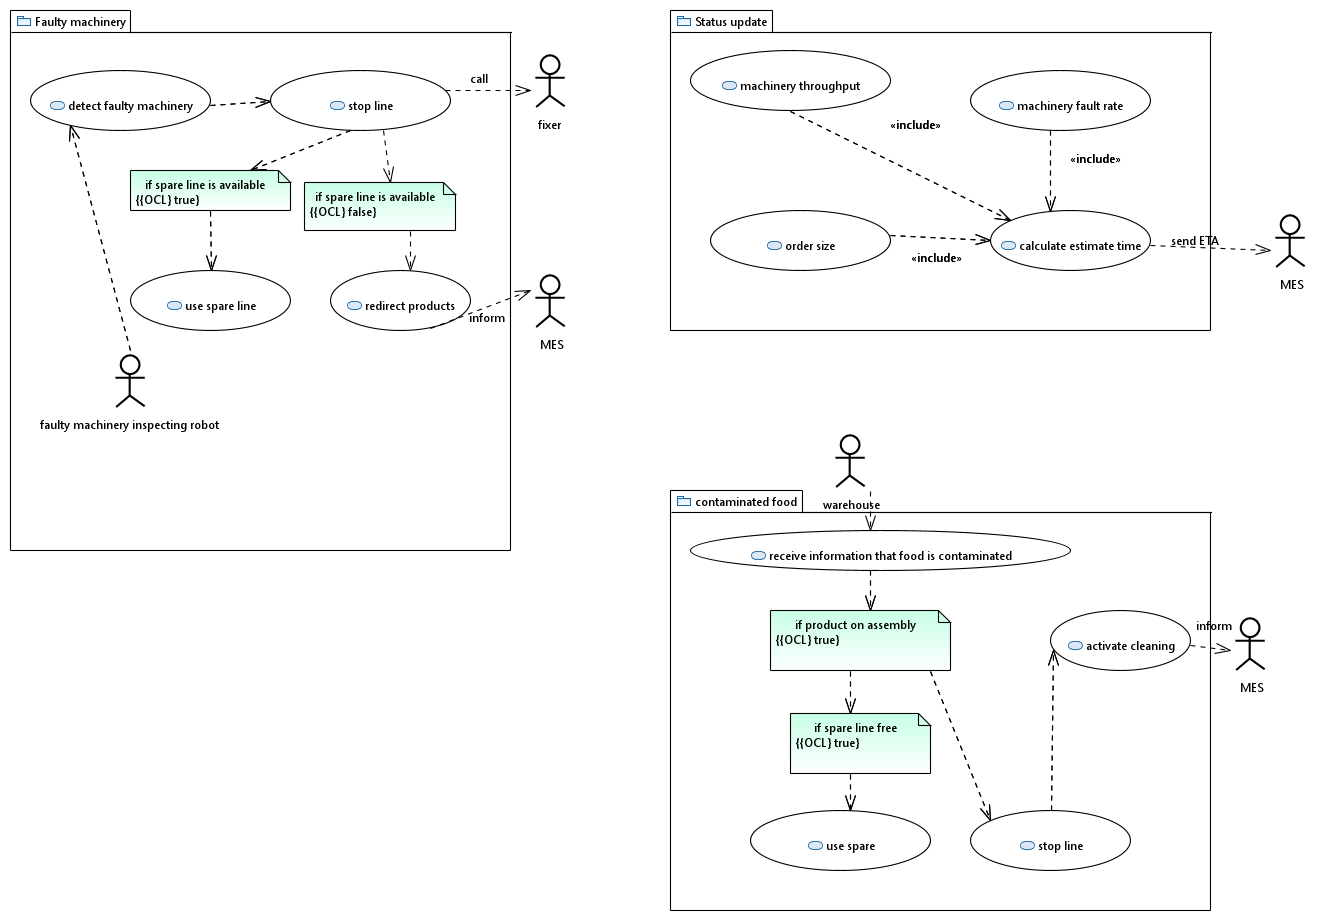 Faulty machinery
detect faulty machinery
stop line
call
fixer
if spare line is available
{{OCL} true}
if spare line is available
{{OCL} false}
use spare line
redirect products
inform
MES
faulty machinery inspecting robot
Status update
machinery throughput
machinery fault rate
«include»
«include»
order size
calculate estimate time
«include»
send ETA
MES
warehouse
contaminated food
receive information that food is contaminated
if product on assembly
{{OCL} true}
activate cleaning
inform
MES
if spare line free
{{OCL} true}
use spare
stop line